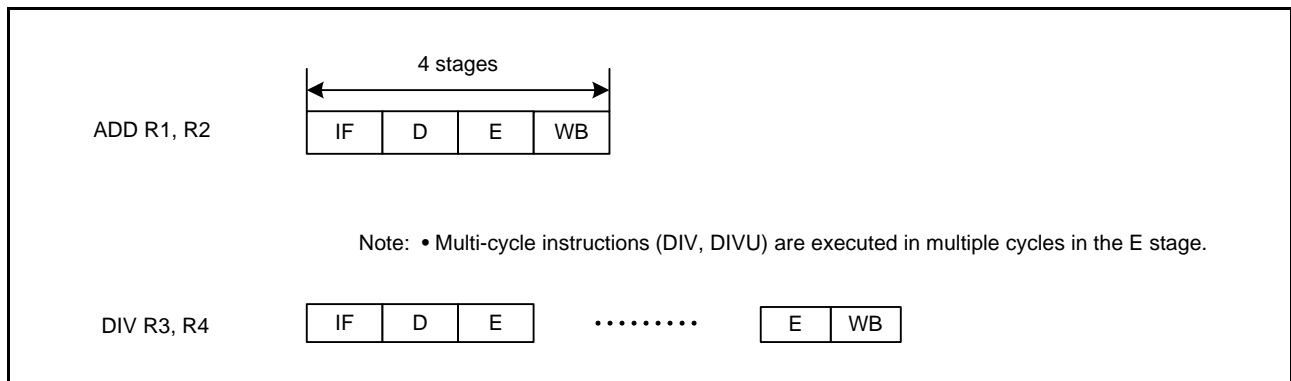 4 stages
ADD R1, R2
IF D E WB
Note: • Multi-cycle instructions (DIV, DIVU) are executed in multiple cycles in the E stage.
DIV R3, R4
IF D E ......... E WB